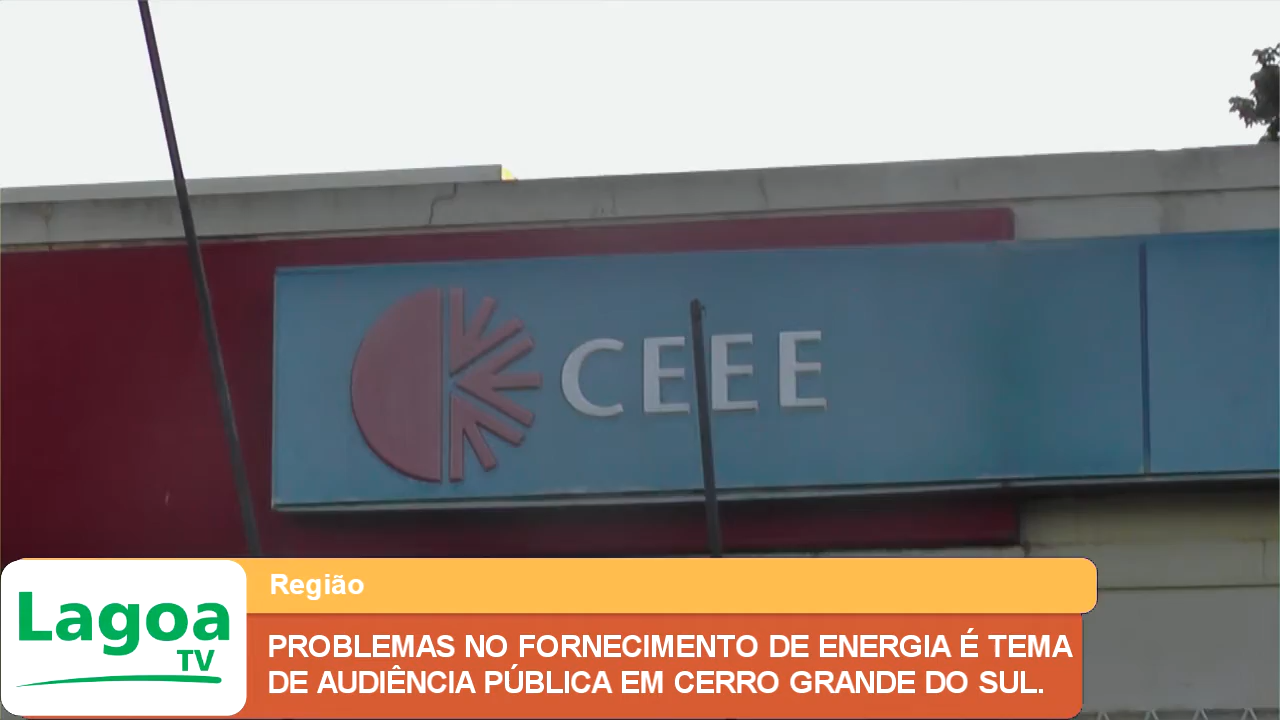 CEEE
Região
Lagoa
TV
PROBLEMAS NO FORNECIMENTO DE ENERGIA É TEMA
DE AUDIÊNCIA PÚBLICA EM CERRO GRANDE DO SUL.